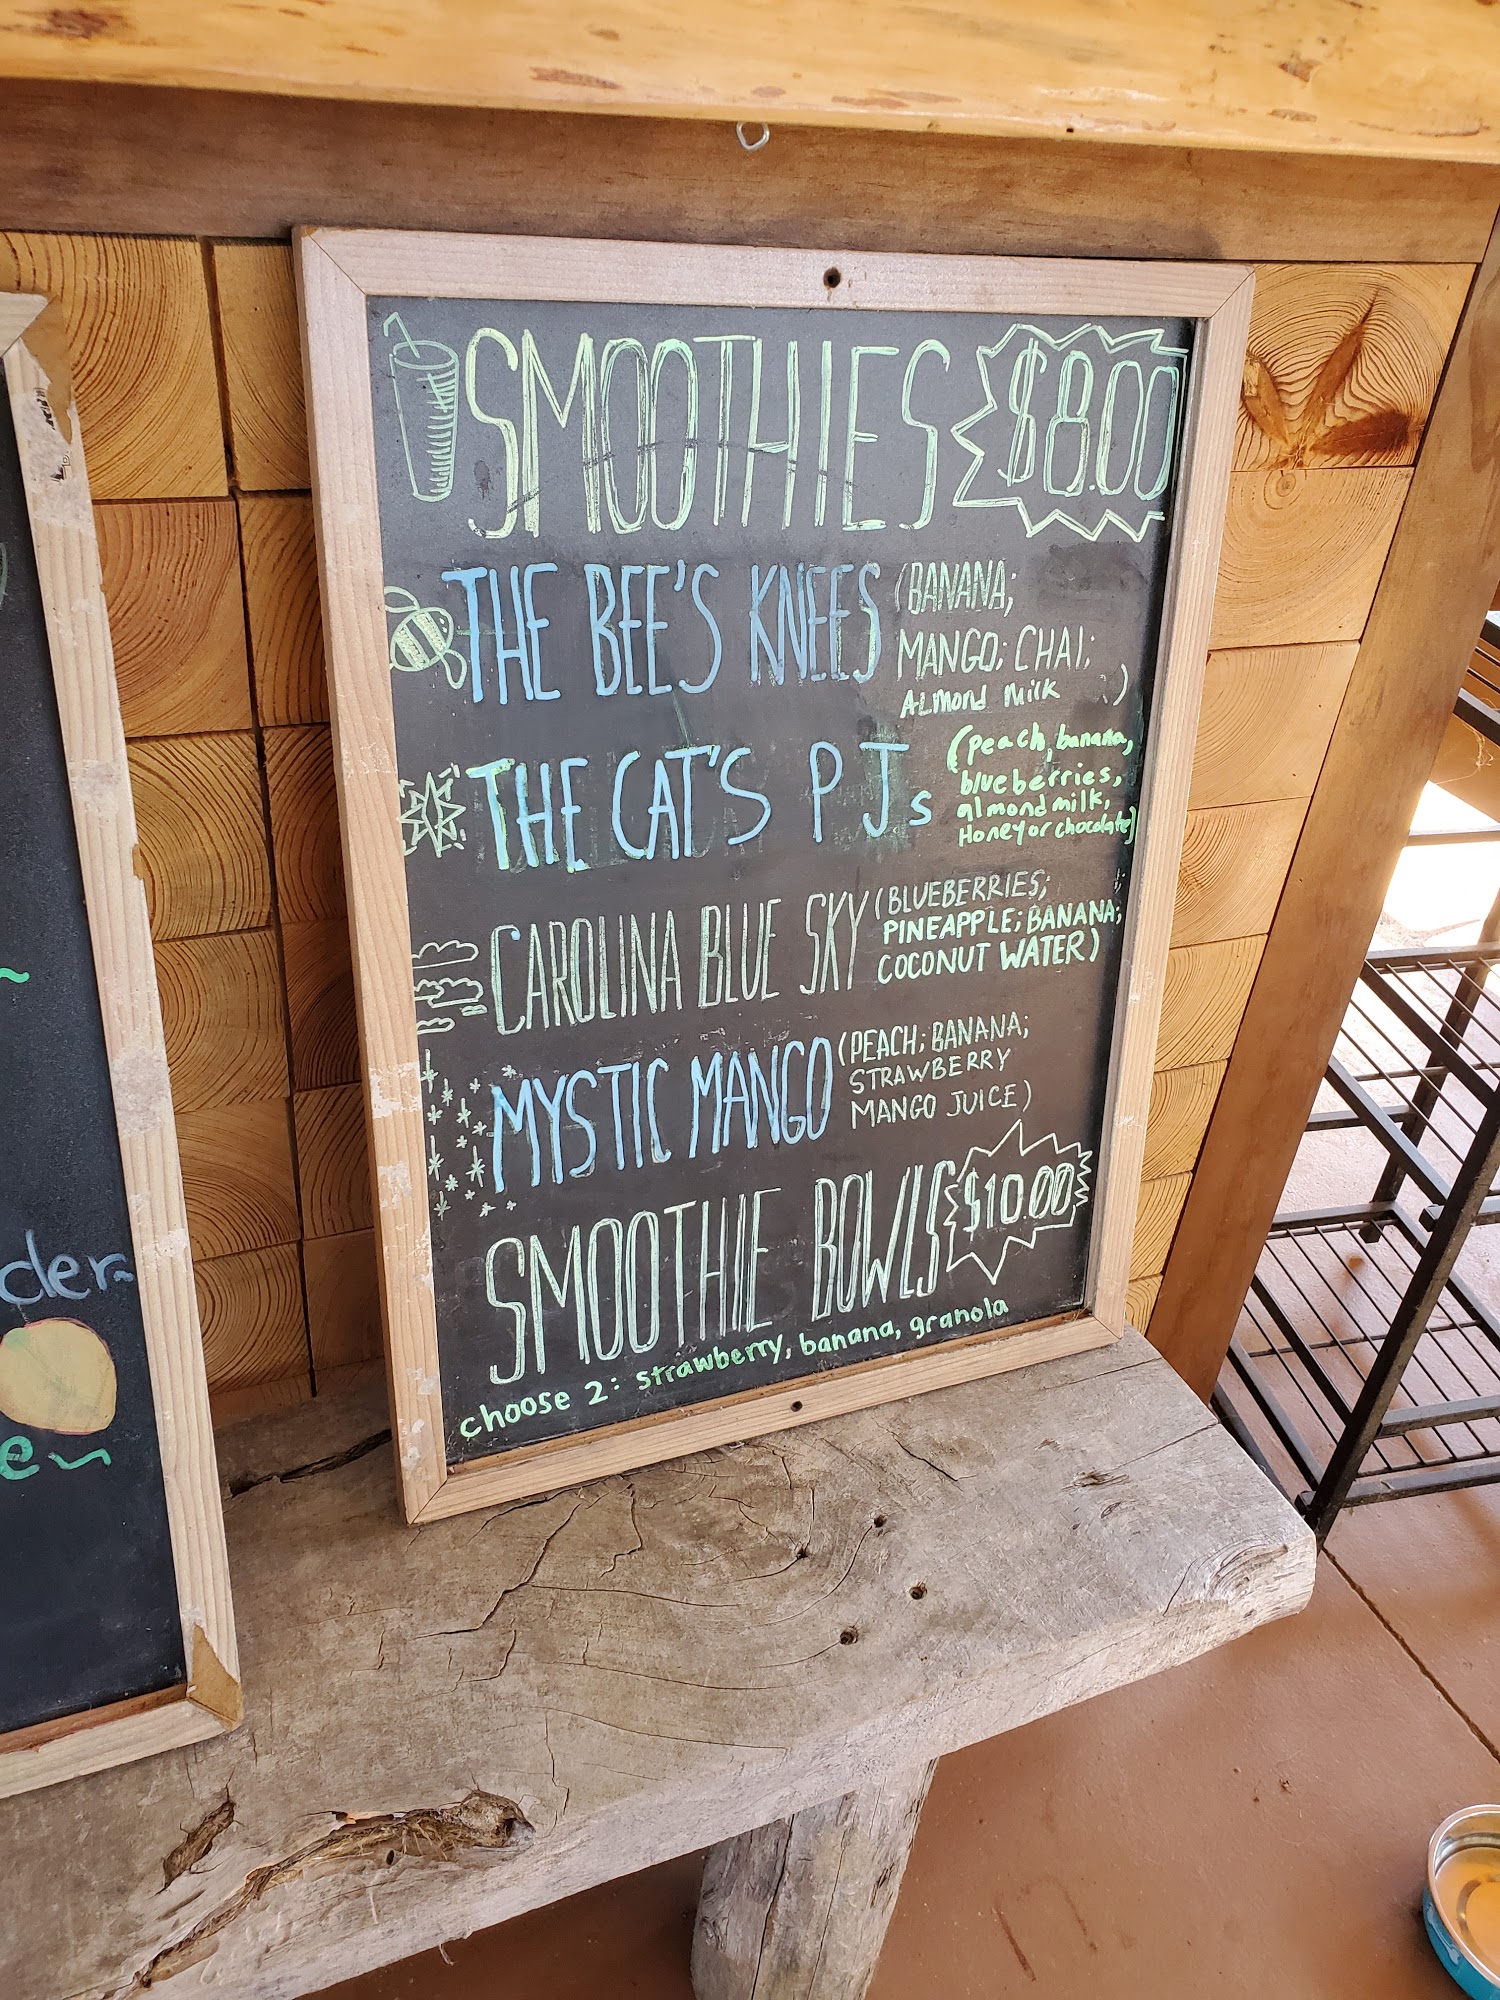 SMOOTHIES $8.00
THE BEE'S KNEES (BANANA;
MANGO; CHAI;
ALMOND MILK )
THE CAT'S PJs (peach, banana,
blueberries,
almond milk,
Honey or chocolate)
CAROLINA BLUE SKY (BLUEBERRIES;
PINEAPPLE; BANANA;
COCONUT WATER)
MYSTIC MANGO (PEACH; BANANA;
STRAWBERRY
MANGO JUICE)
SMOOTHIE BOWLS $10.00
choose 2: strawberry, banana, granola